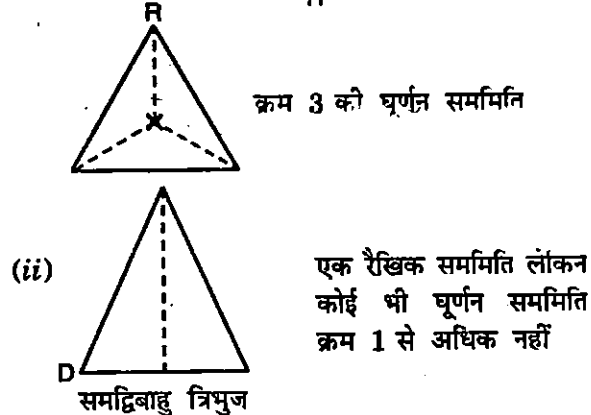 R
क्रम 3 की घूर्णन सममिति
(ii)
एक रैखिक सममिति लेकिन
कोई भी घूर्णन सममिति
क्रम 1 से अधिक नहीं
D
समद्विबाहु त्रिभुज